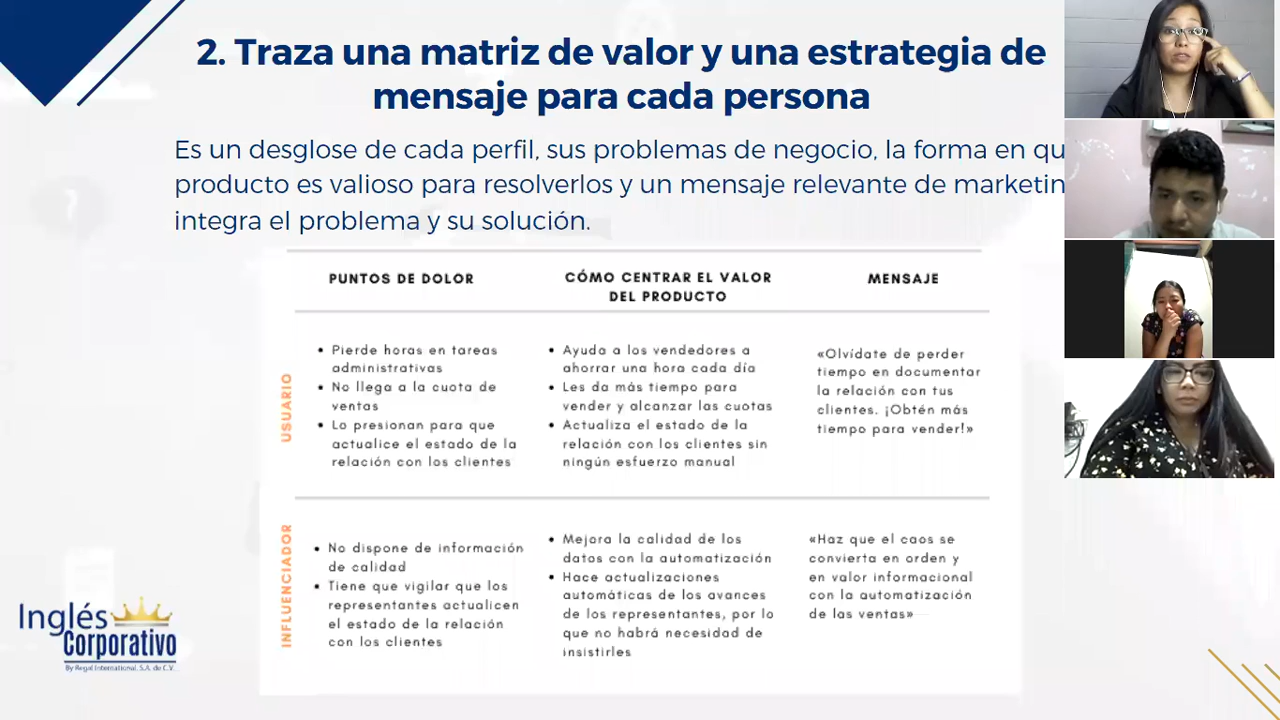 2. Traza una matriz de valor y una estrategia de
mensaje para cada persona
Es un desglose de cada perfil, sus problemas de negocio, la forma en qu
producto es valioso para resolverlos y un mensaje relevante de marketin
integra el problema y su solución.
PUNTOS DE DOLOR
CÓMO CENTRAR EL VALOR
DEL PRODUCTO
MENSAJE
USUARIO
• Pierde horas en tareas
administrativas
• No llega a la cuota de
ventas
• Lo presionan para que
actualice el estado de la
relación con los clientes
• Ayuda a los vendedores a
ahorrar una hora cada día
• Les da más tiempo para
vender y alcanzar las cuotas
• Actualiza el estado de la
relación con los clientes sin
ningún esfuerzo manual
«Olvídate de perder
tiempo en documentar
la relación con tus
clientes. ¡Obtén más
tiempo para vender!»
INFLUENCIADOR
• No dispone de información
de calidad
• Tiene que vigilar que los
representantes actualicen
el estado de la relación
con los clientes
• Mejora la calidad de los
datos con la automatización
• Hace actualizaciones
automáticas de los avances
de los representantes, por lo
que no habrá necesidad de
insistirles
«Haz que el caos se
convierta en orden y
en valor informacional
con la automatización
de las ventas»
Inglés
Corporativo
By Regal International, S.A. de C.V.